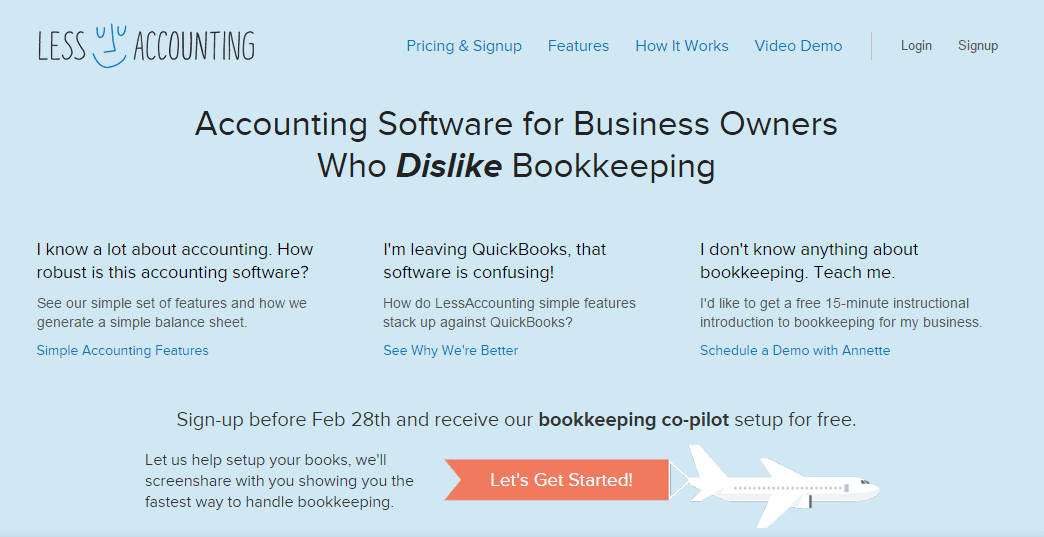 LESS ACCOUNTING
Pricing & Signup
Features
How It Works
Video Demo
Login
Signup
Accounting Software for Business Owners
Who Dislike Bookkeeping
I know a lot about accounting. How
robust is this accounting software?
See our simple set of features and how we
generate a simple balance sheet.
Simple Accounting Features
I'm leaving QuickBooks, that
software is confusing!
How do LessAccounting simple features
stack up against QuickBooks?
See Why We're Better
I don't know anything about
bookkeeping. Teach me.
I'd like to get a free 15-minute instructional
introduction to bookkeeping for my business.
Schedule a Demo with Annette
Sign-up before Feb 28th and receive our bookkeeping co-pilot setup for free.
Let us help setup your books, we'll
screenshare with you showing you the
fastest way to handle bookkeeping.
Let's Get Started!